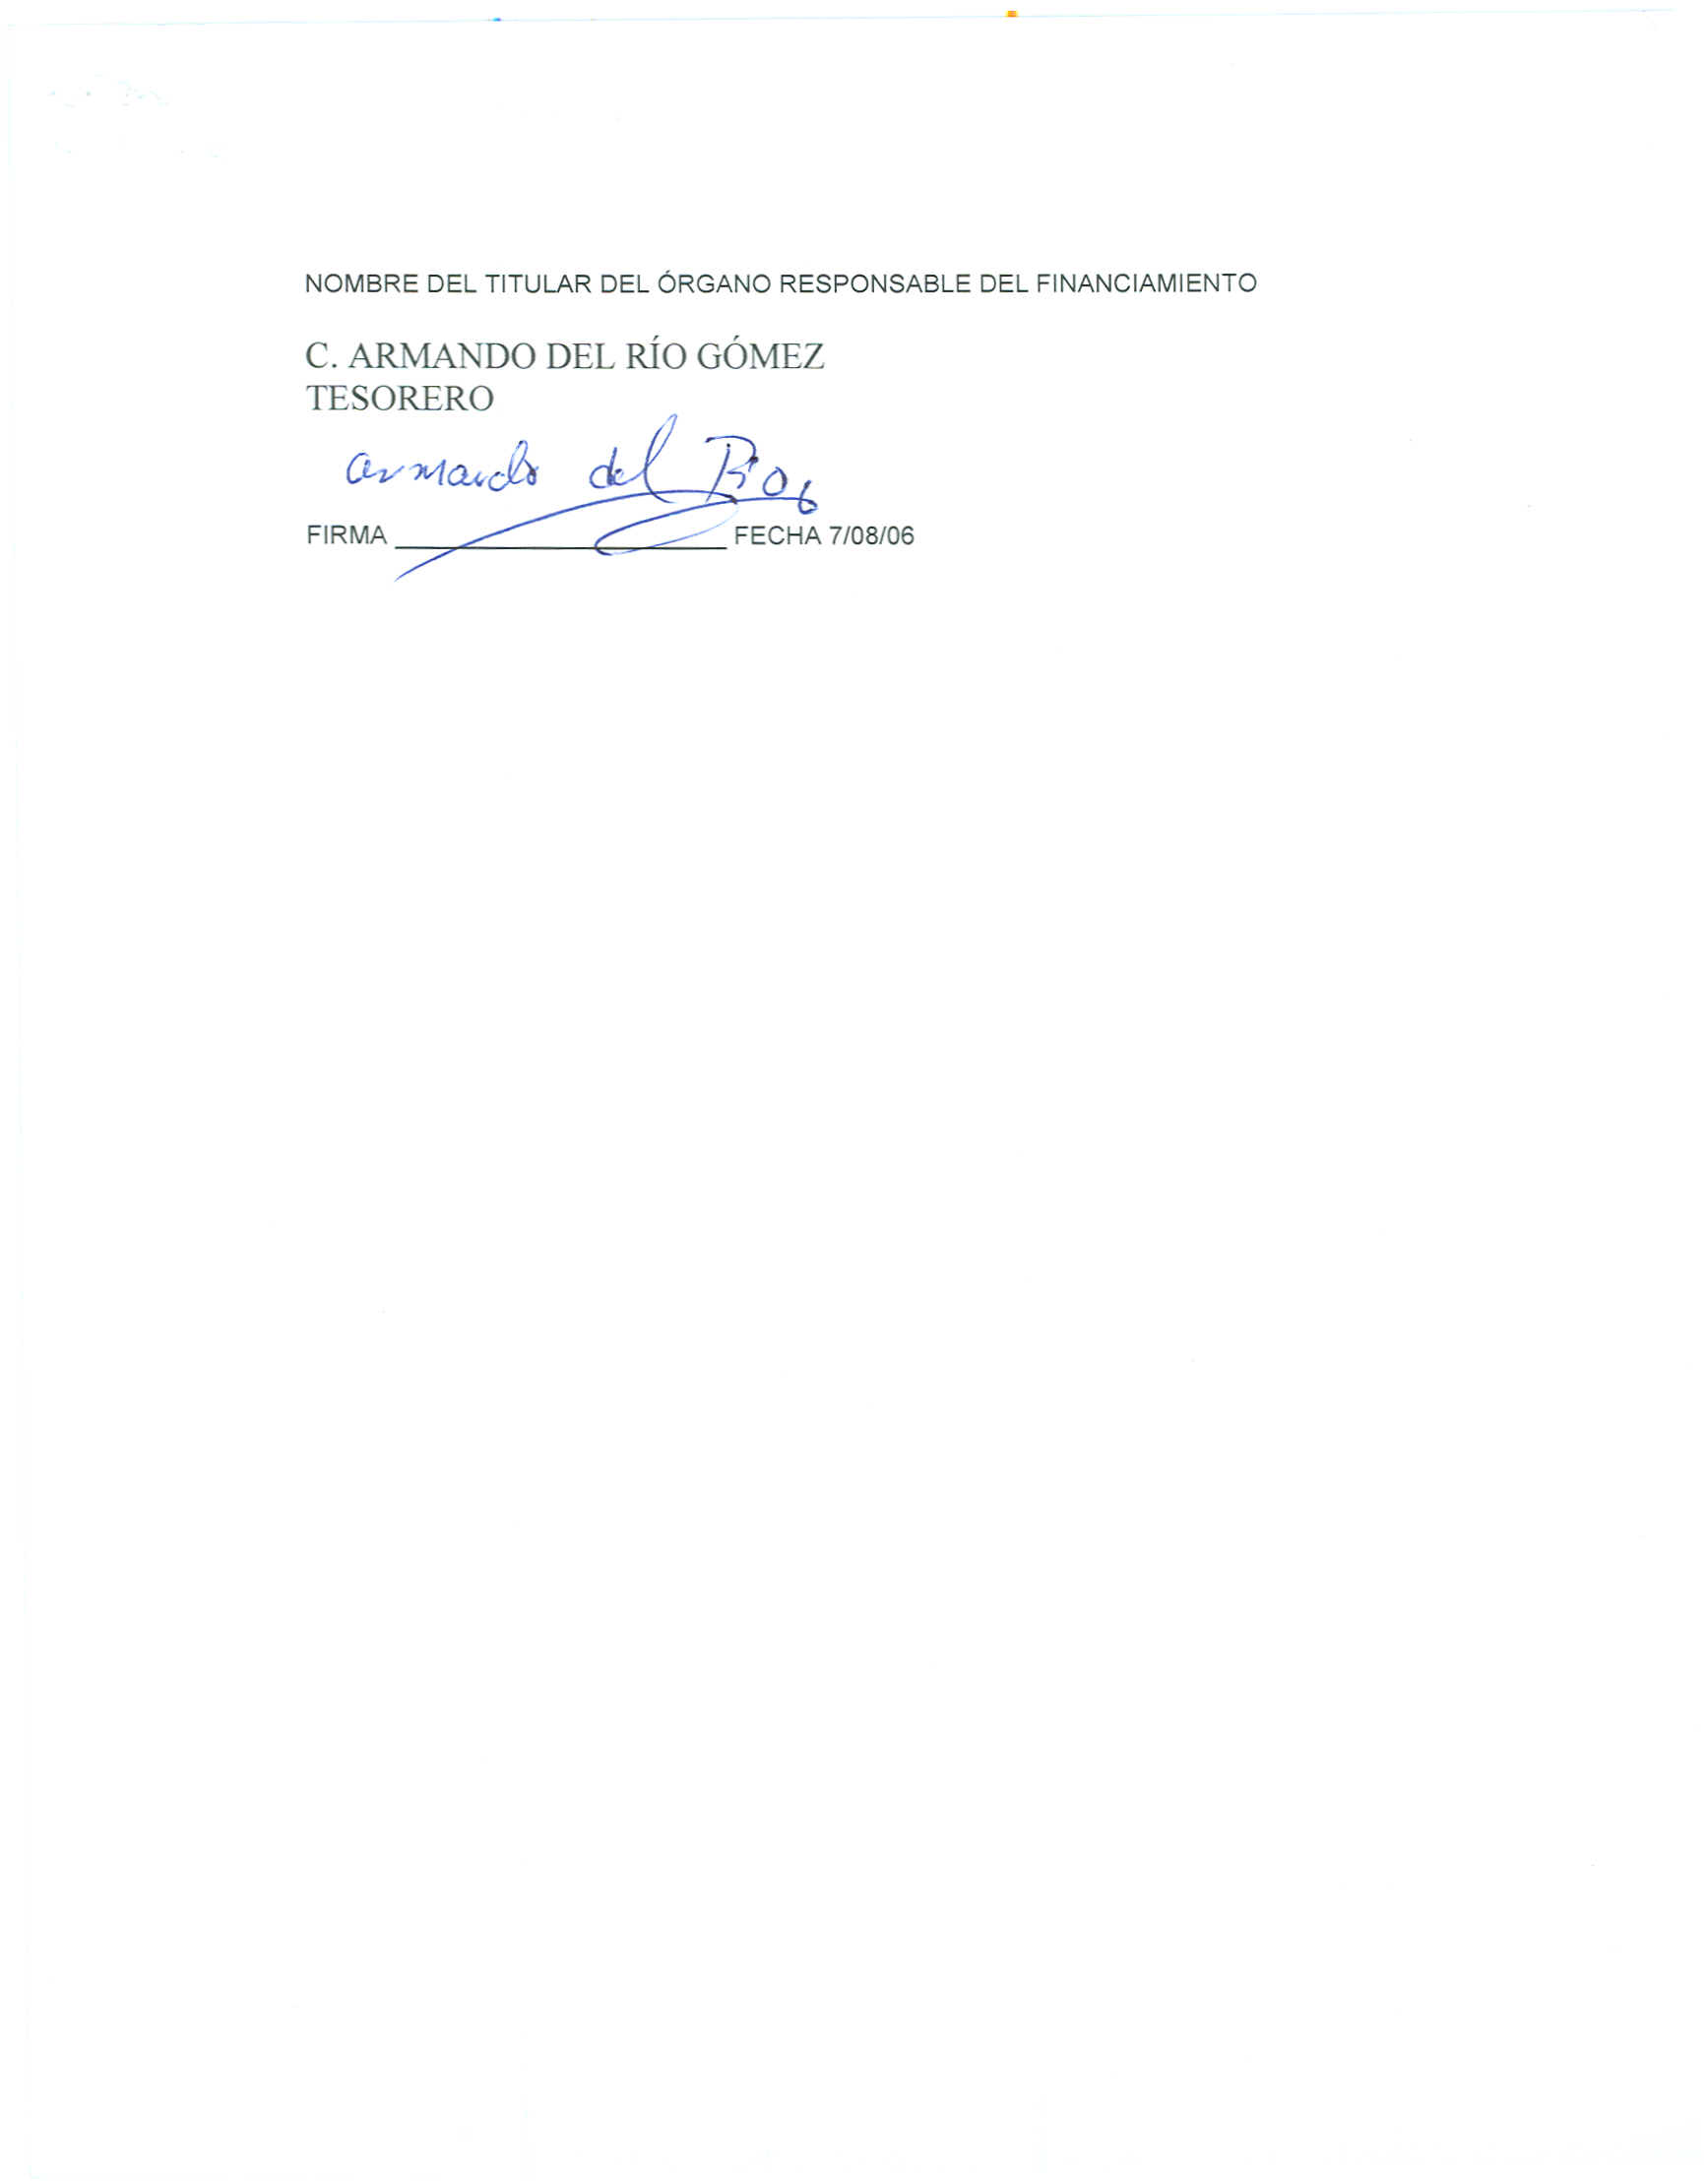 NOMBRE DEL TITULAR DEL ÓRGANO RESPONSABLE DEL FINANCIAMIENTO
C. ARMANDO DEL RÍO GÓMEZ
TESORERO
Armando del Río
FIRMA ____________________ FECHA 7/08/06